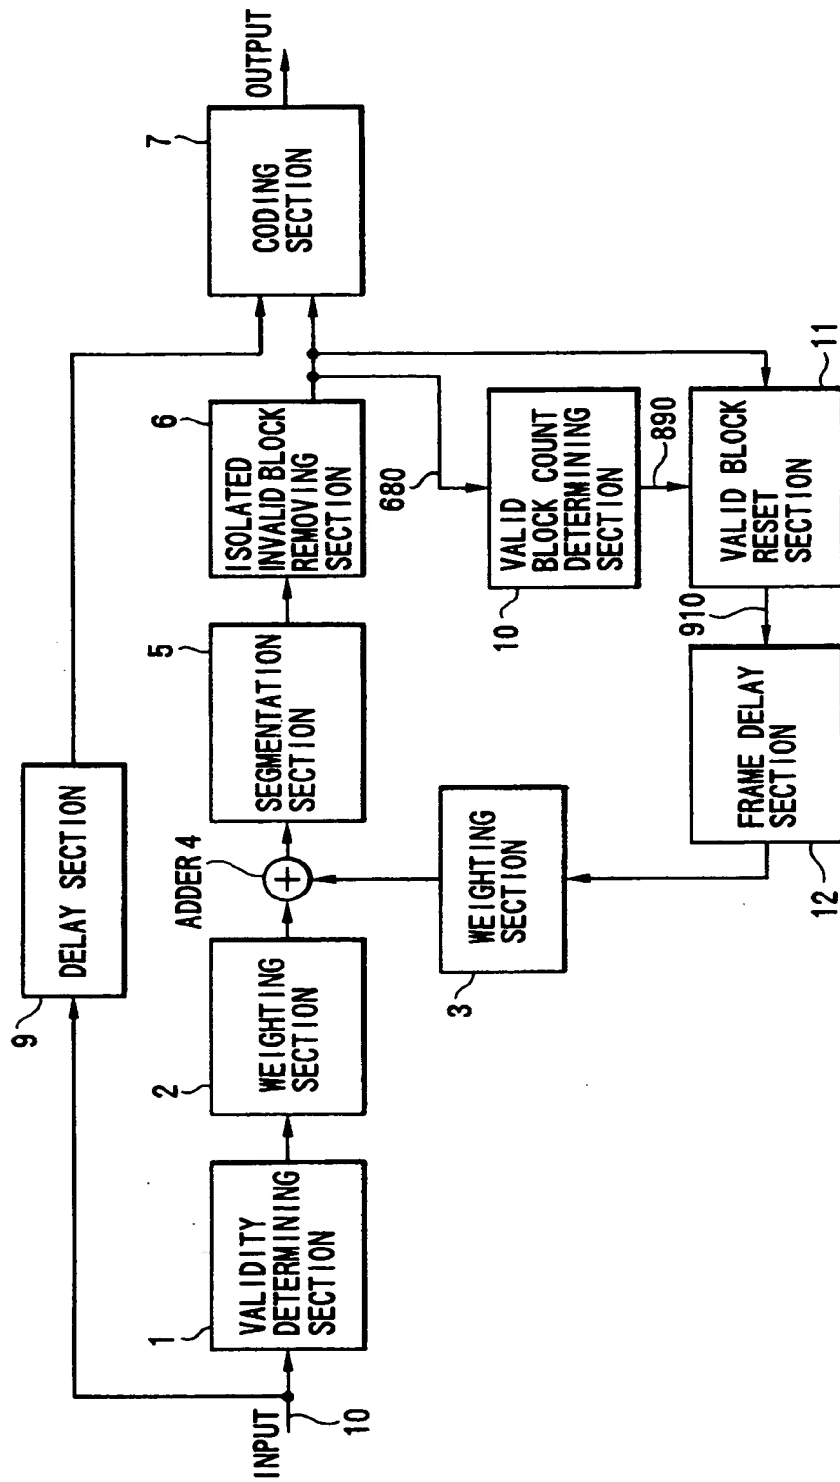 INPUT
10
1
VALIDITY
DETERMINING
SECTION
2
WEIGHTING
SECTION
ADDER 4
5
SEGMENTATION
SECTION
6
ISOLATED
INVALID BLOCK
REMOVING
SECTION
7
CODING
SECTION
OUTPUT
9
DELAY SECTION
3
WEIGHTING
SECTION
680
10
VALID
BLOCK COUNT
DETERMINING
SECTION
890
11
VALID BLOCK
RESET
SECTION
910
12
FRAME DELAY
SECTION